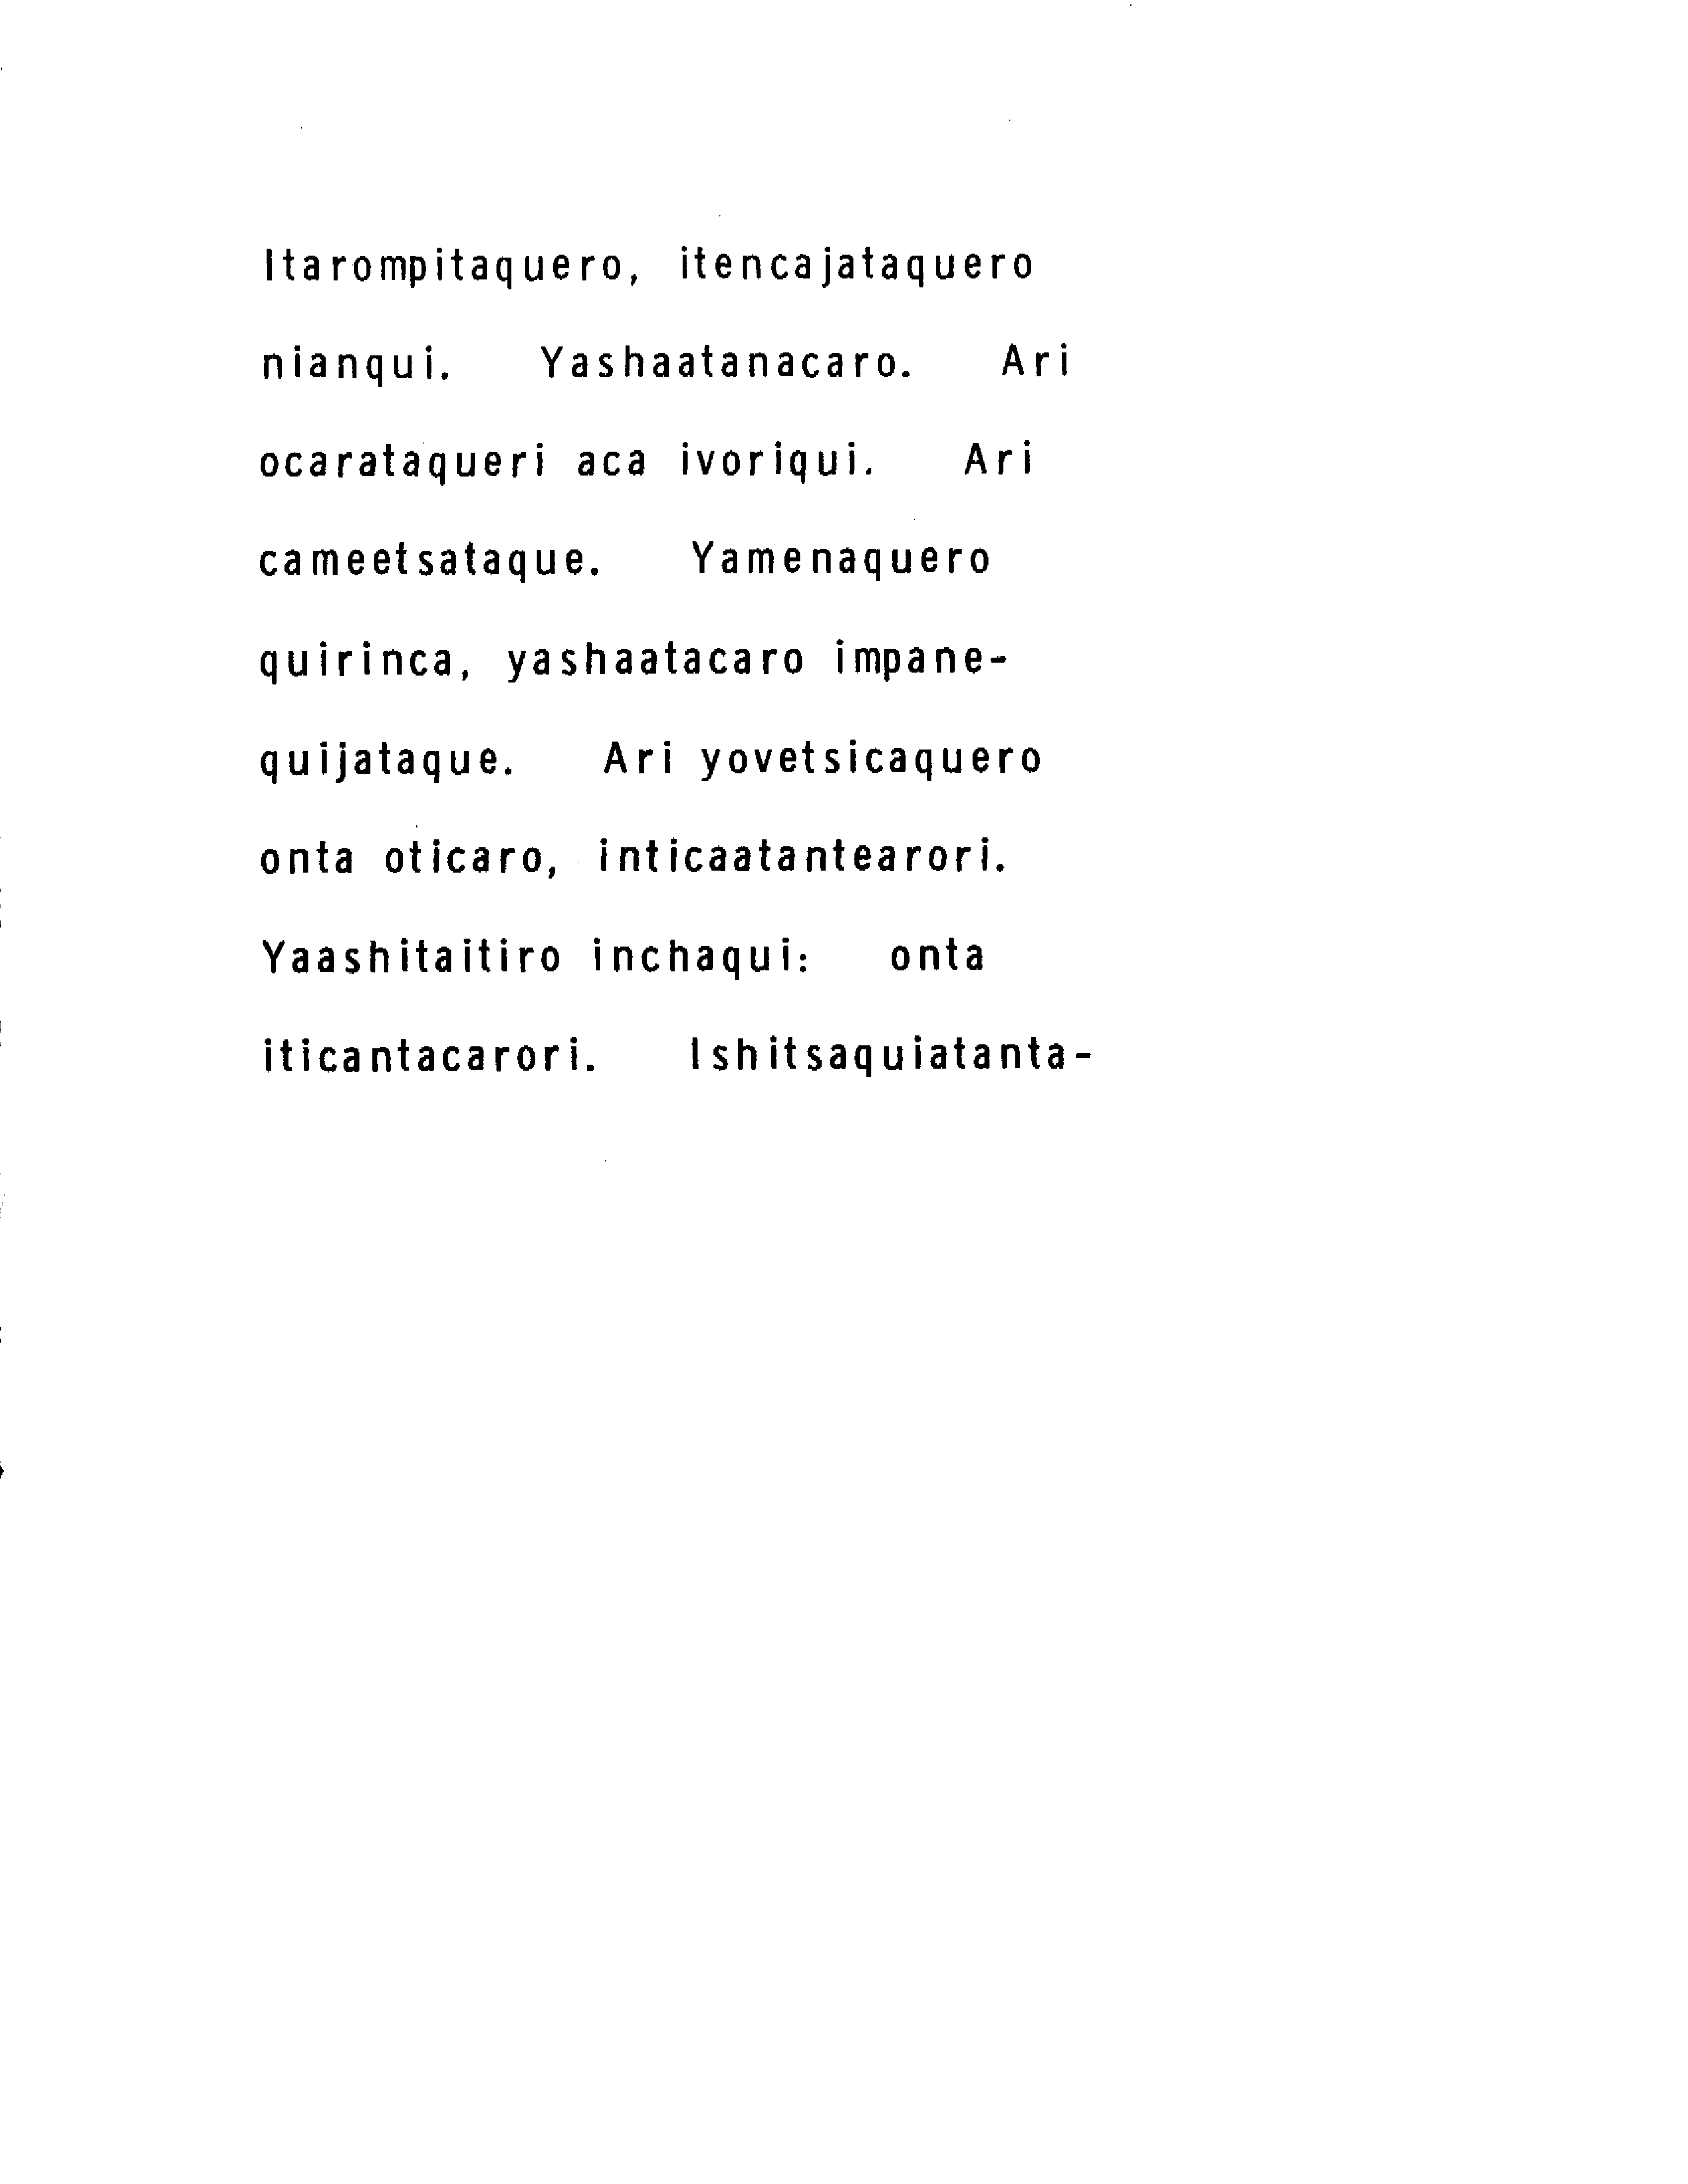 Itarompitaquero, itencajataquero
nianqui. Yashaatanacaro. Ari
ocarataqueri aca ivoriqui. Ari
cameetsataque. Yamenaquero
quirinca, yashaatacaro impane-
quijataque. Ari yovetsicaquero
onta oticaro, inticaatantearori.
Yaashitaitiro inchaqui: onta
iticantacarori. Ishitsaquiatanta-